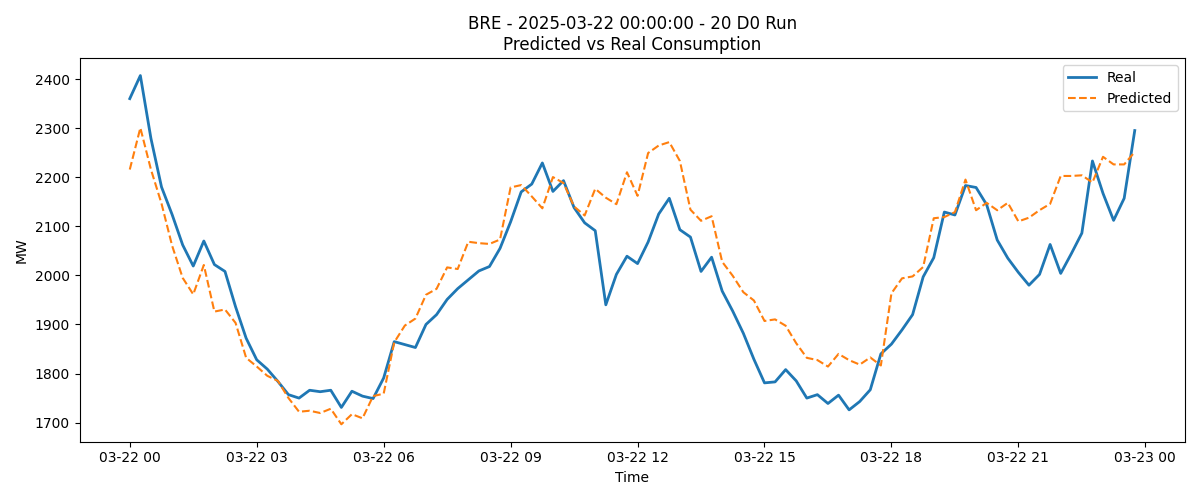 BRE - 2025-03-22 00:00:00 - 20 D0 Run
Predicted vs Real Consumption
Real
Predicted
MW
2400
2300
2200
2100
2000
1900
1800
1700
03-22 00
03-22 03
03-22 06
03-22 09
03-22 12
03-22 15
03-22 18
03-22 21
03-23 00
Time